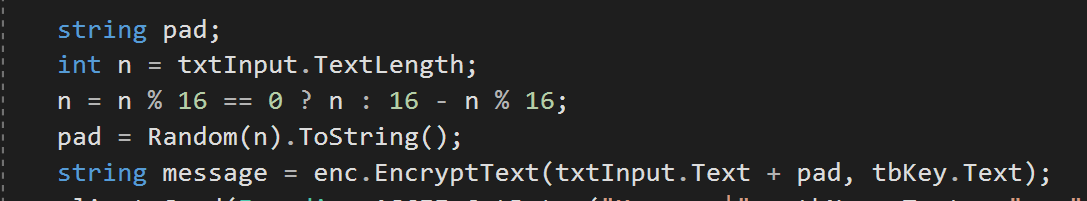 string pad;
int n = txtInput.TextLength;
n = n % 16 == 0 ? n : 16 - n % 16;
pad = Random(n).ToString();
string message = enc.EncryptText(txtInput.Text + pad, tbKey.Text);